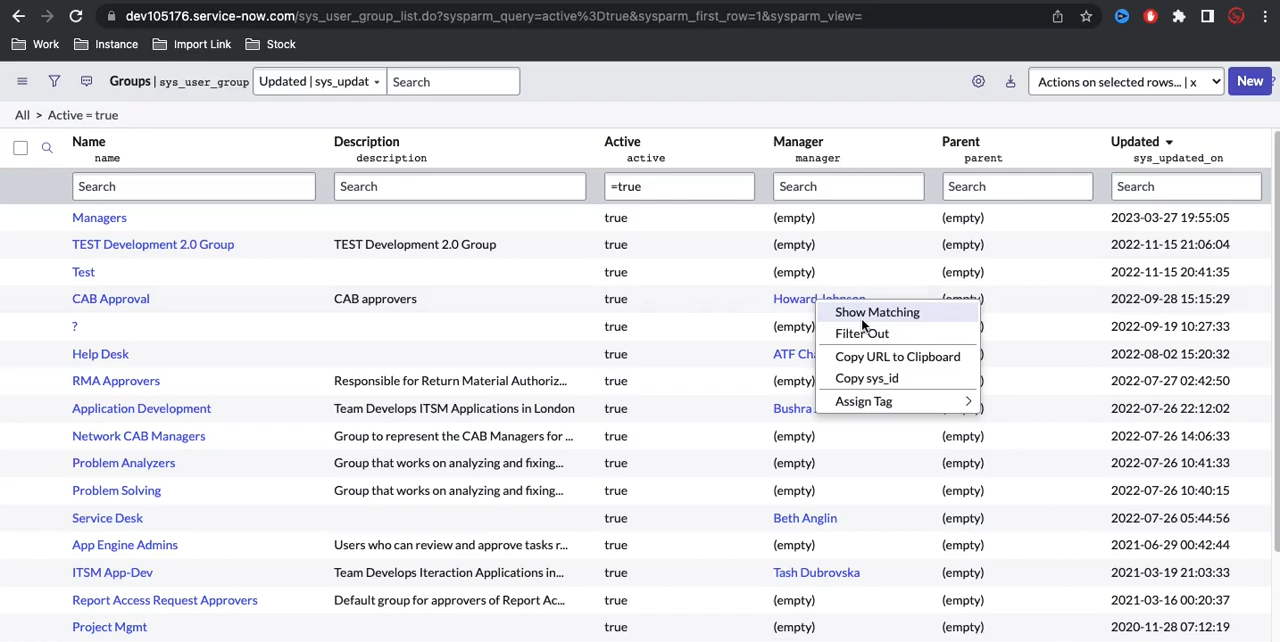 dev105176.service-now.com/sys_user_group_list.do?sysparm_query=active%3Dtrue&sysparm_first_row=1&sysparm_view=
Work Instance Import Link Stock
Groups | sys_user_group Updated | sys_updat Search Actions on selected rows... | x New ?
All > Active = true
Name Description Active Manager Parent Updated
name description active manager parent sys_updated_on
Search Search =true Search Search Search
Managers true (empty) (empty) 2023-03-27 19:55:05
TEST Development 2.0 Group TEST Development 2.0 Group true (empty) (empty) 2022-11-15 21:06:04
Test true (empty) (empty) 2022-11-15 20:41:35
CAB Approval CAB approvers true Howard Johnson (empty) 2022-09-28 15:15:29
Show Matching
? true (empty) 2022-09-19 10:27:33
Filter Out
Help Desk true ATF Cha 2022-08-02 15:20:32
Copy URL to Clipboard
RMA Approvers Responsible for Return Material Authoriz... true (empty) 2022-07-27 02:42:50
Copy sys_id
Application Development Team Develops ITSM Applications in London true Bushra 2022-07-26 22:12:02
Assign Tag
Network CAB Managers Group to represent the CAB Managers for ... true (empty) (empty) 2022-07-26 14:06:33
Problem Analyzers Group that works on analyzing and fixing... true (empty) (empty) 2022-07-26 10:41:33
Problem Solving Group that works on analyzing and fixing... true (empty) (empty) 2022-07-26 10:40:15
Service Desk true Beth Anglin (empty) 2022-07-26 05:44:56
App Engine Admins Users who can review and approve tasks r... true (empty) (empty) 2021-06-29 00:42:44
ITSM App-Dev Team Develops Iteraction Applications in... true Tash Dubrovska (empty) 2021-03-19 21:03:33
Report Access Request Approvers Default group for approvers of Report Ac... true (empty) (empty) 2021-03-16 00:20:37
Project Mgmt true (empty) (empty) 2020-11-28 07:12:19